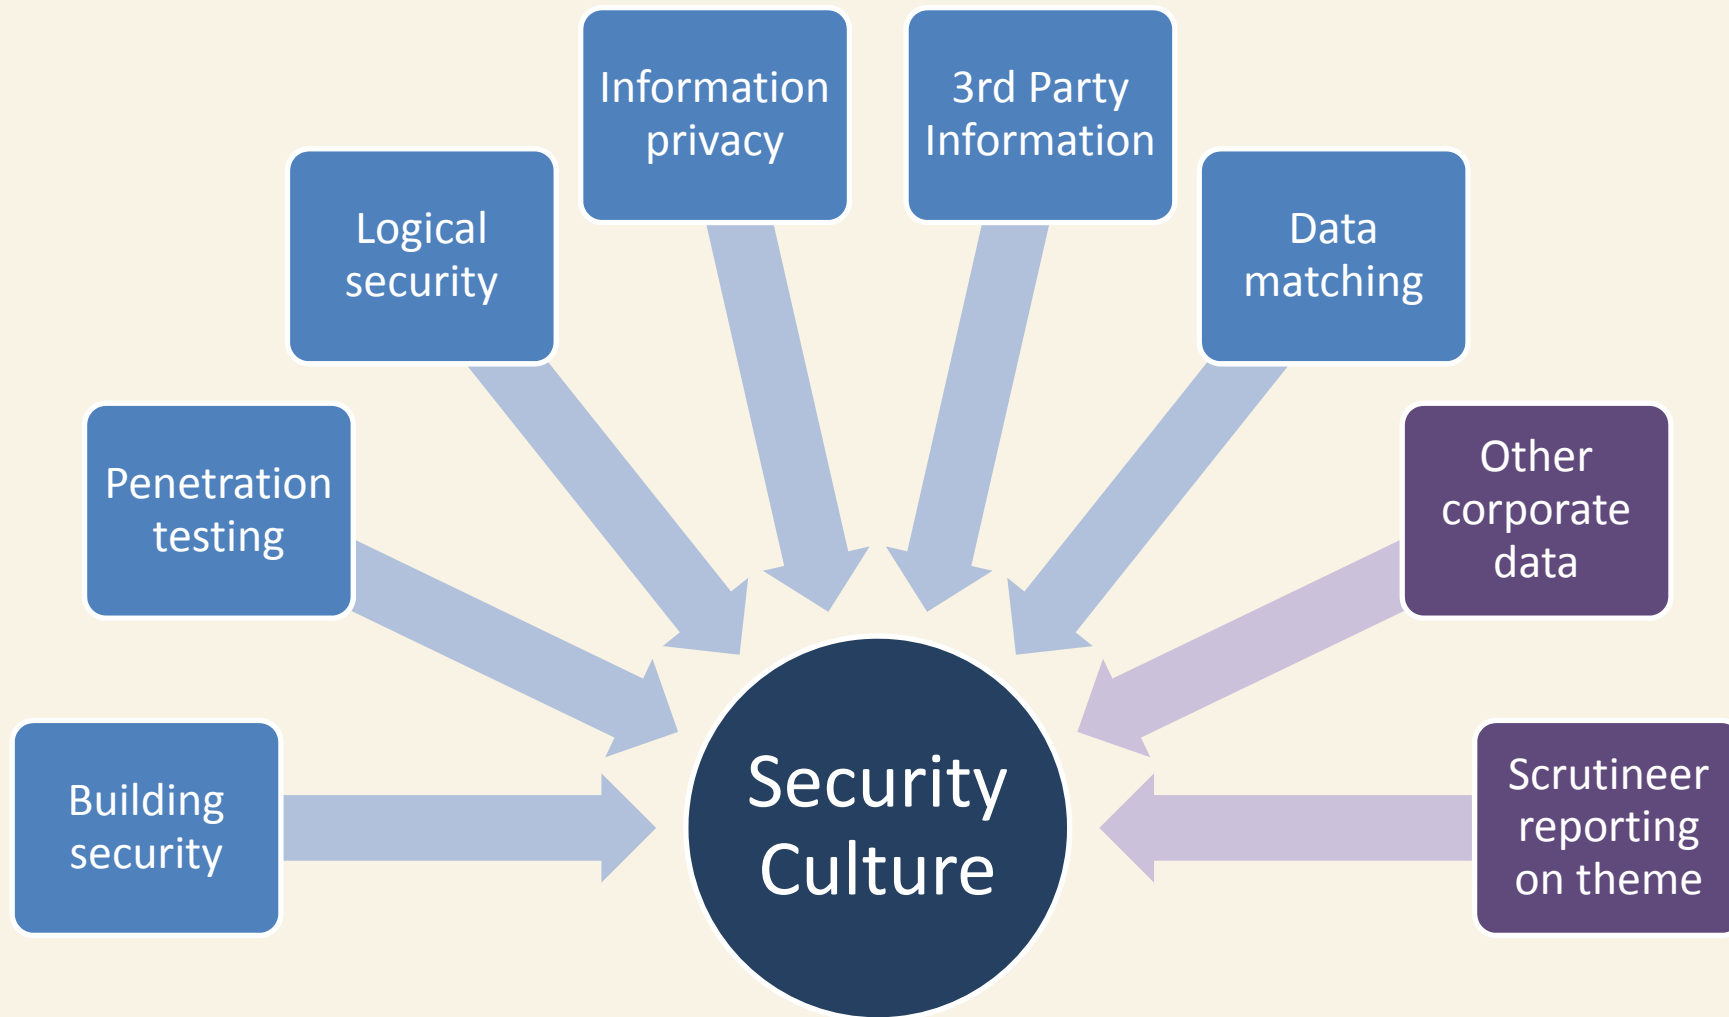 Information
privacy
3rd Party
Information
Logical
security
Data
matching
Penetration
testing
Other
corporate
data
Building
security
Security
Culture
Scrutineer
reporting
on theme